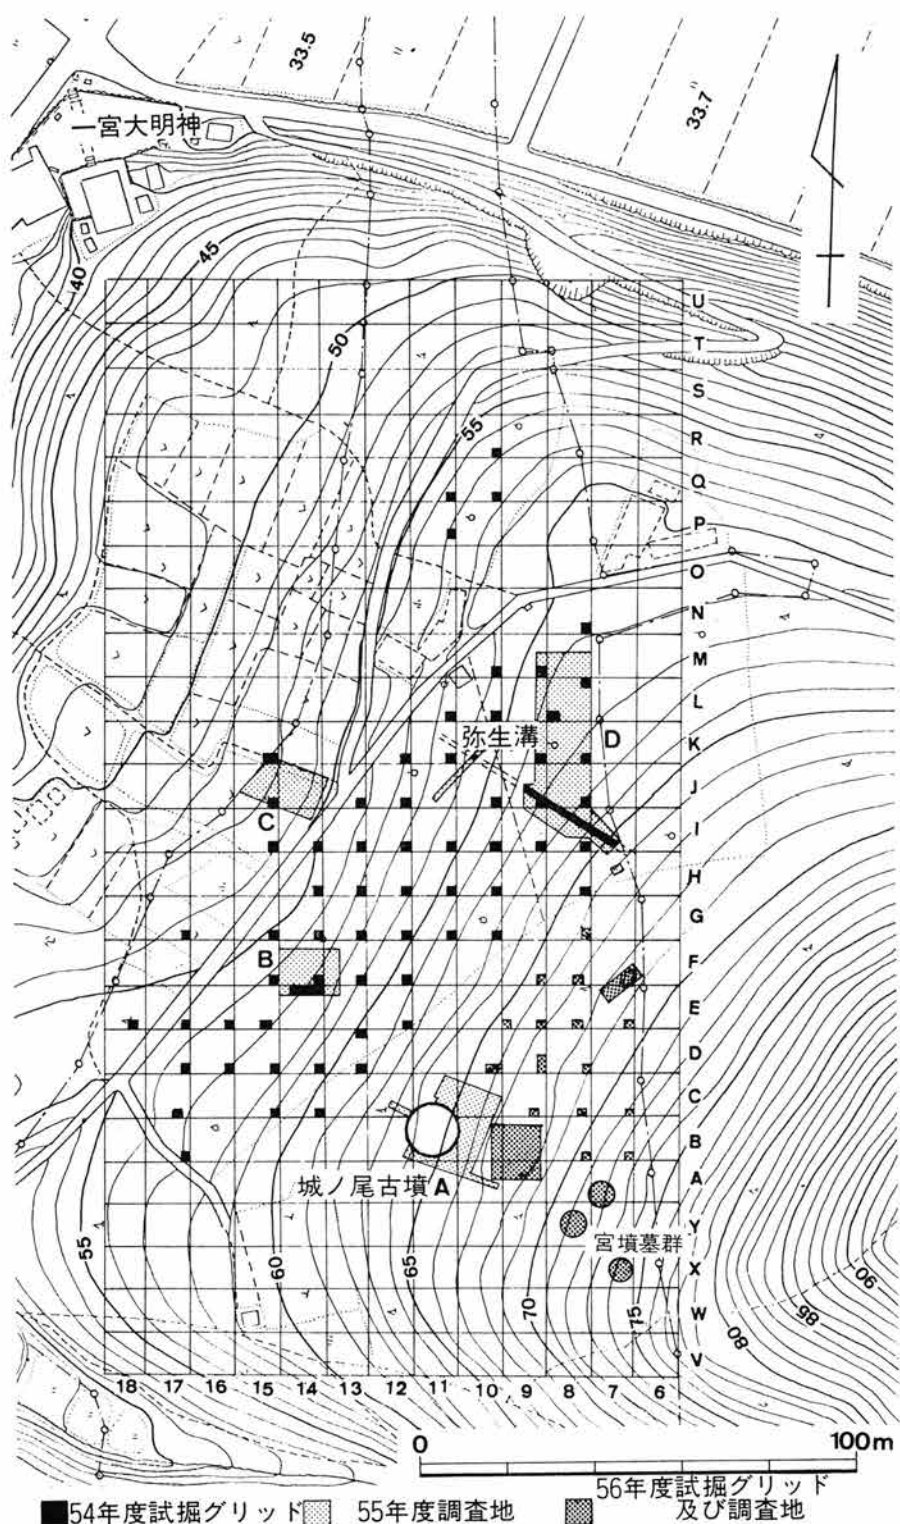 33.5
33.7
一宮大明神
45
40
50
55
U
T
S
R
Q
P
O
N
M
L
弥生溝
D
K
J
C
I
H
G
B
F
E
D
C
B
城ノ尾古墳 A
A
Y
宮墳墓群
X
55
60
65
70
75
80
85
90
W
V
18 17 16 15 14 13 12 11 10 9 8 7 6
0 100m
54年度試掘グリッド 55年度調査地 56年度試掘グリッド
及び調査地